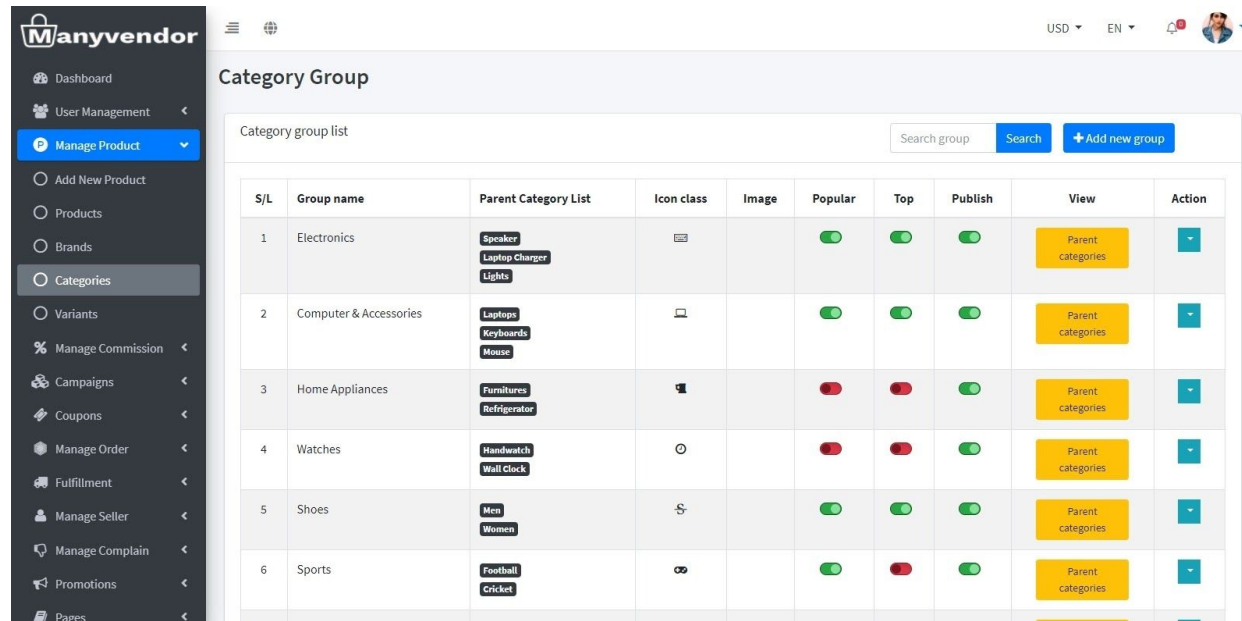 Manyvendor
USD EN 0
Dashboard
Category Group
User Management
Manage Product
Category group list Search group Search + Add new group
Add New Product
S/L Group name Parent Category List Icon class Image Popular Top Publish View Action
Products
1 Electronics Speaker Parent
Laptop Charger categories
Lights
Brands
Categories
2 Computer & Accessories Laptops Parent
Keyboards categories
Mouse
Variants
Manage Commission
3 Home Appliances Furnitures Parent
Refrigerator categories
Campaigns
Coupons
4 Watches Handwatch Parent
Wall Clock categories
Manage Order
Fulfillment
5 Shoes Men Parent
Women categories
Manage Seller
Manage Complain
6 Sports Football Parent
Cricket categories
Promotions
Pages